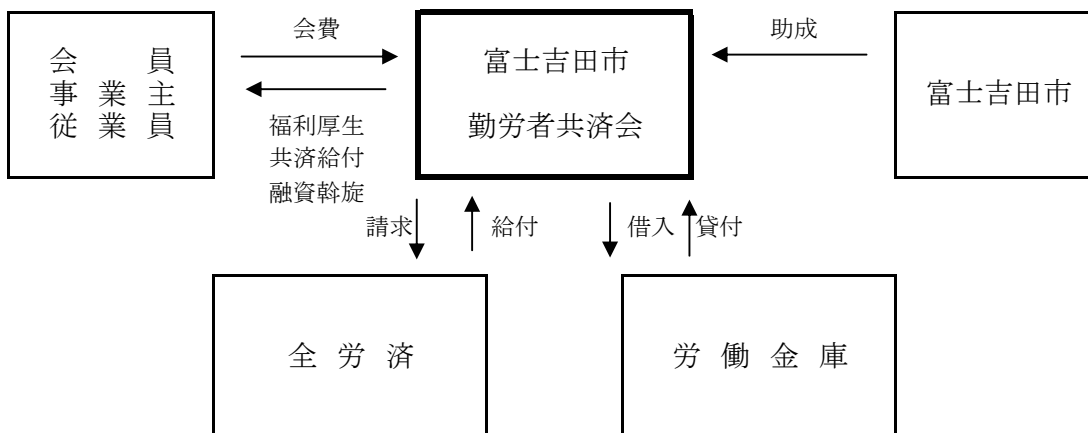 会費
助成
会員
事業主
従業員
富士吉田市
勤労者共済会
富士吉田市
福利厚生
共済給付
融資斡旋
請求
給付
借入
貸付
全労済
労働金庫